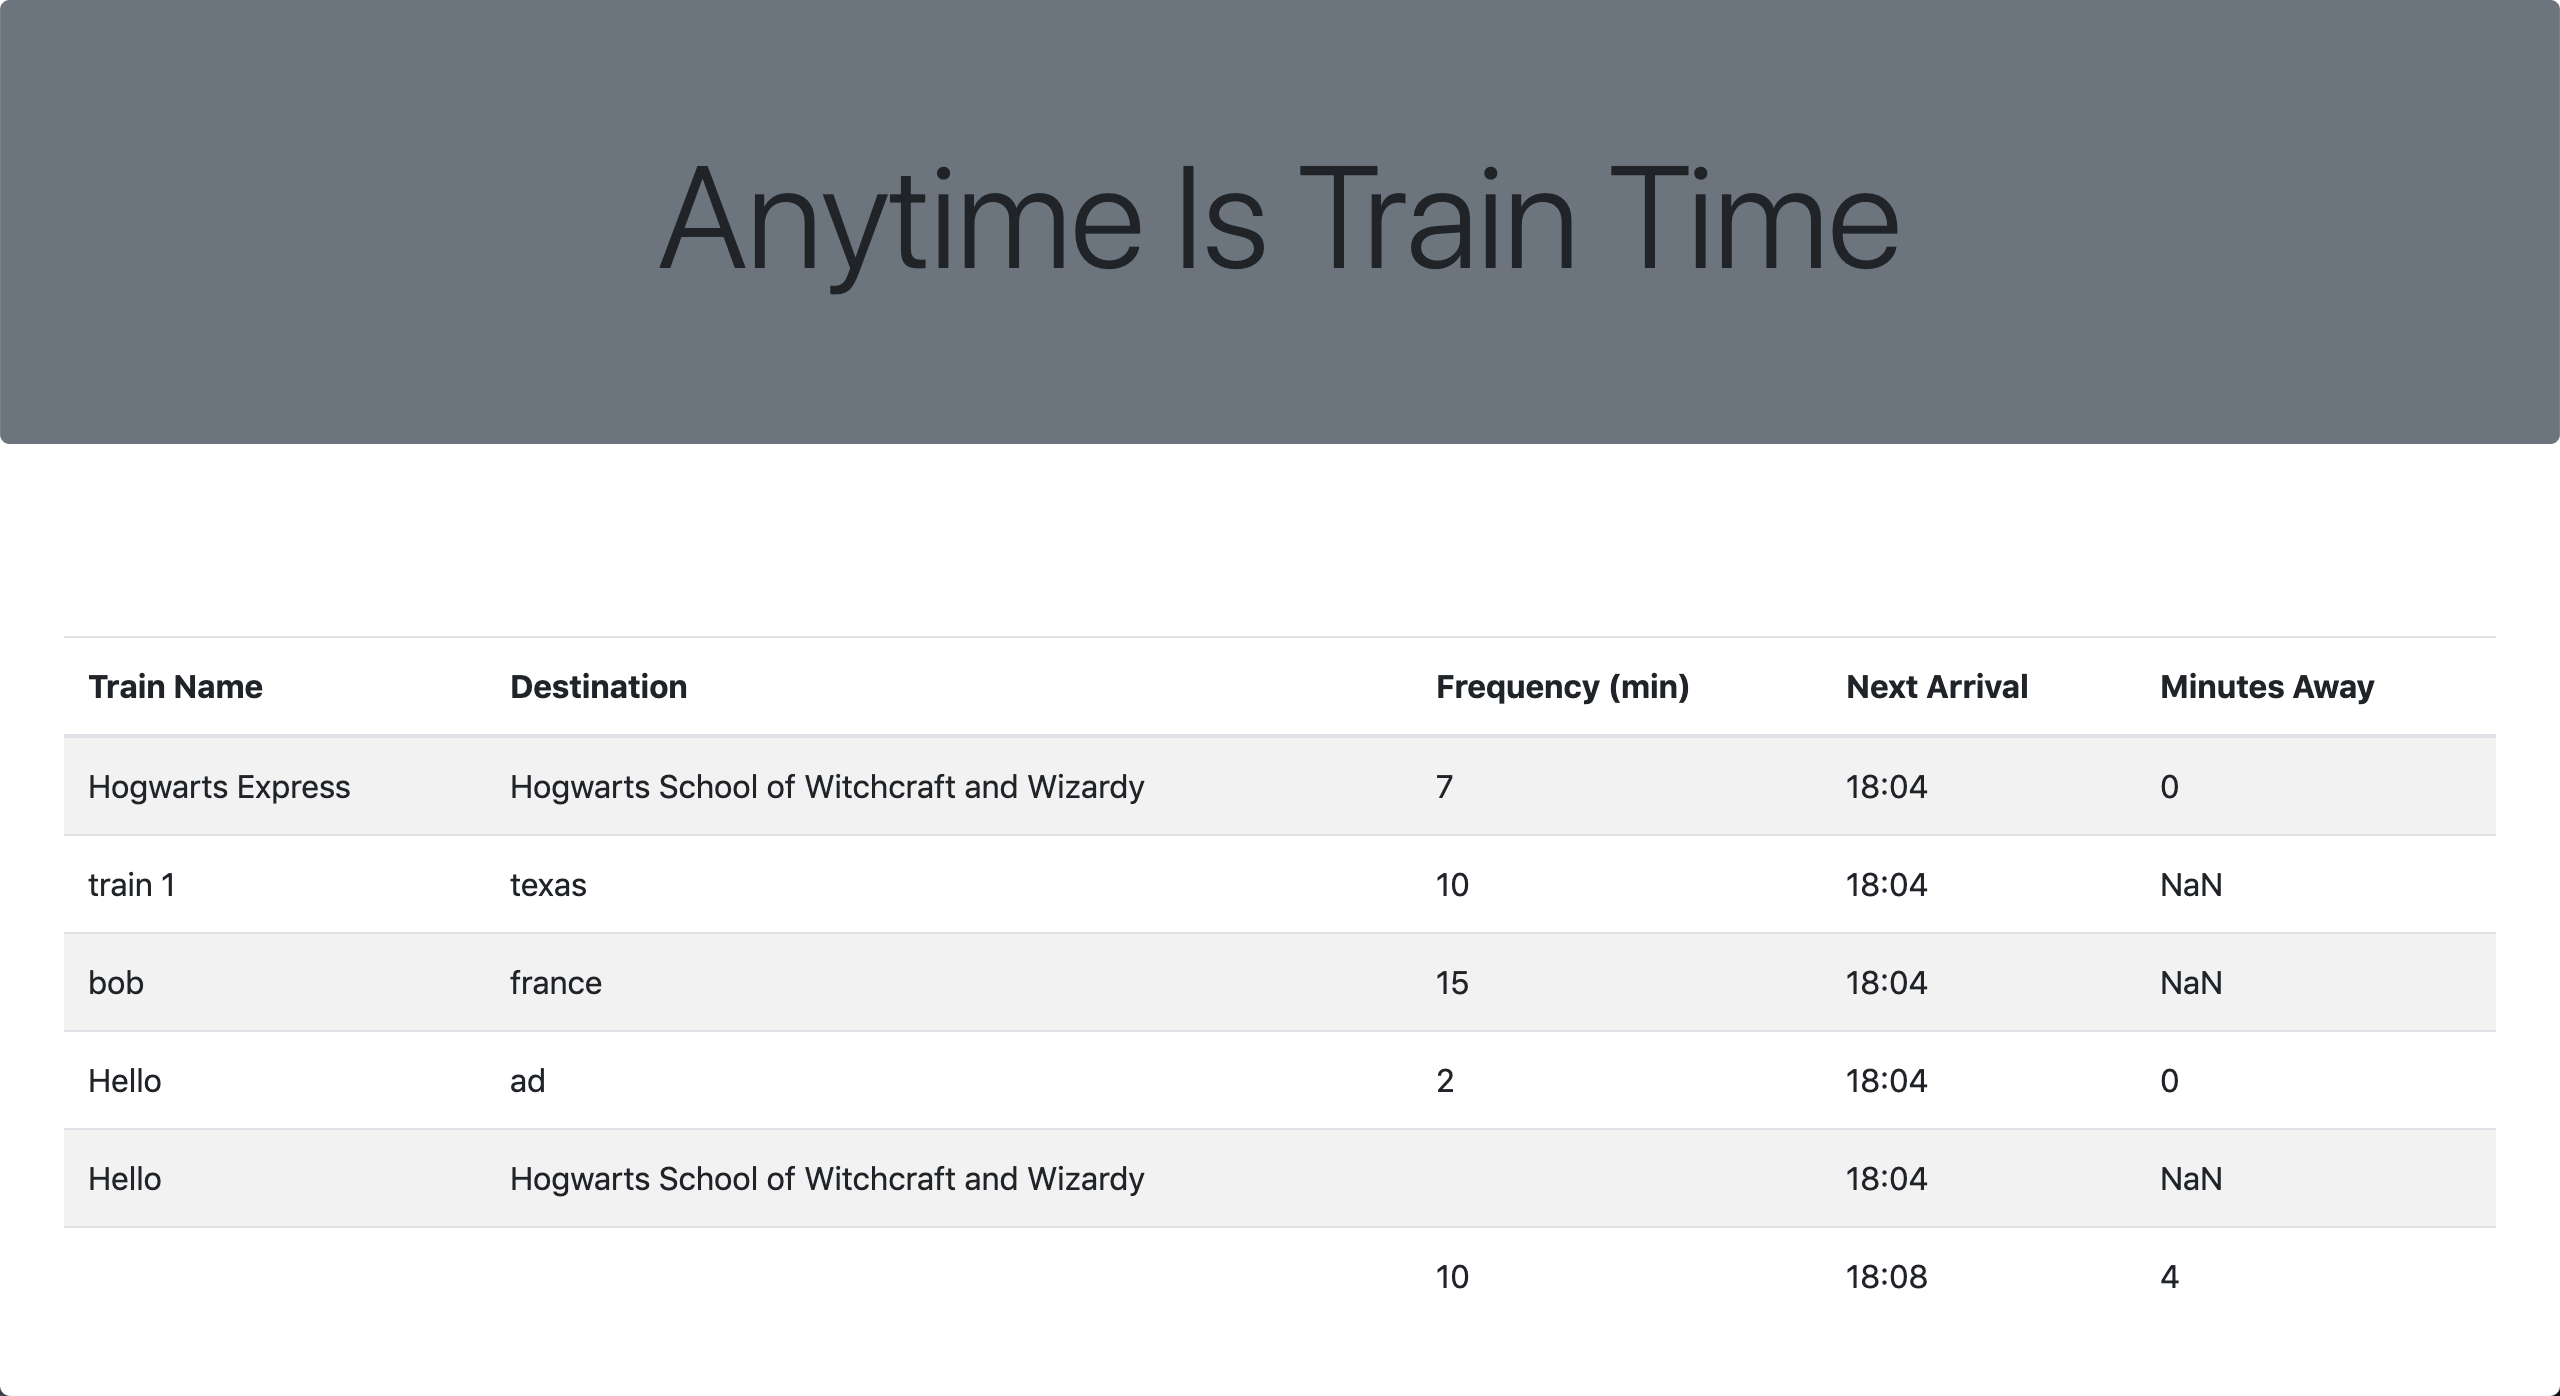 Anytime Is Train Time
Train Name Destination Frequency (min) Next Arrival Minutes Away
Hogwarts Express Hogwarts School of Witchcraft and Wizardy 7 18:04 0
train 1 texas 10 18:04 NaN
bob france 15 18:04 NaN
Hello ad 2 18:04 0
Hello Hogwarts School of Witchcraft and Wizardy 18:04 NaN
10 18:08 4